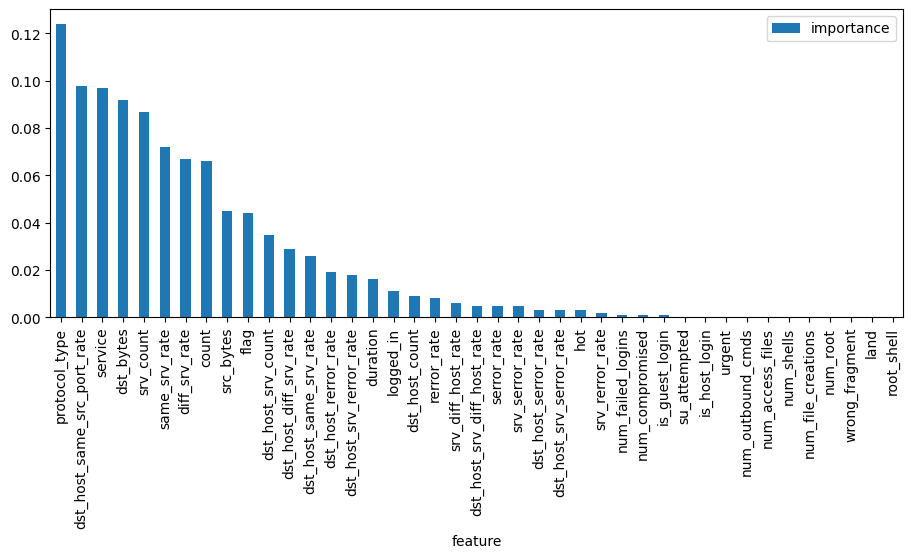 importance
0.12
0.10
0.08
0.06
0.04
0.02
0.00
protocol_type
dst_host_same_src_port_rate
service
dst_bytes
srv_count
same_srv_rate
diff_srv_rate
count
src_bytes
flag
dst_host_srv_count
dst_host_diff_srv_rate
dst_host_same_srv_rate
dst_host_rerror_rate
dst_host_srv_rerror_rate
duration
logged_in
dst_host_count
rerror_rate
srv_diff_host_rate
dst_host_srv_diff_host_rate
serror_rate
srv_serror_rate
dst_host_serror_rate
dst_host_srv_serror_rate
hot
srv_rerror_rate
num_failed_logins
num_compromised
is_guest_login
su_attempted
is_host_login
urgent
num_outbound_cmds
num_access_files
num_shells
num_file_creations
num_root
wrong_fragment
land
root_shell
feature